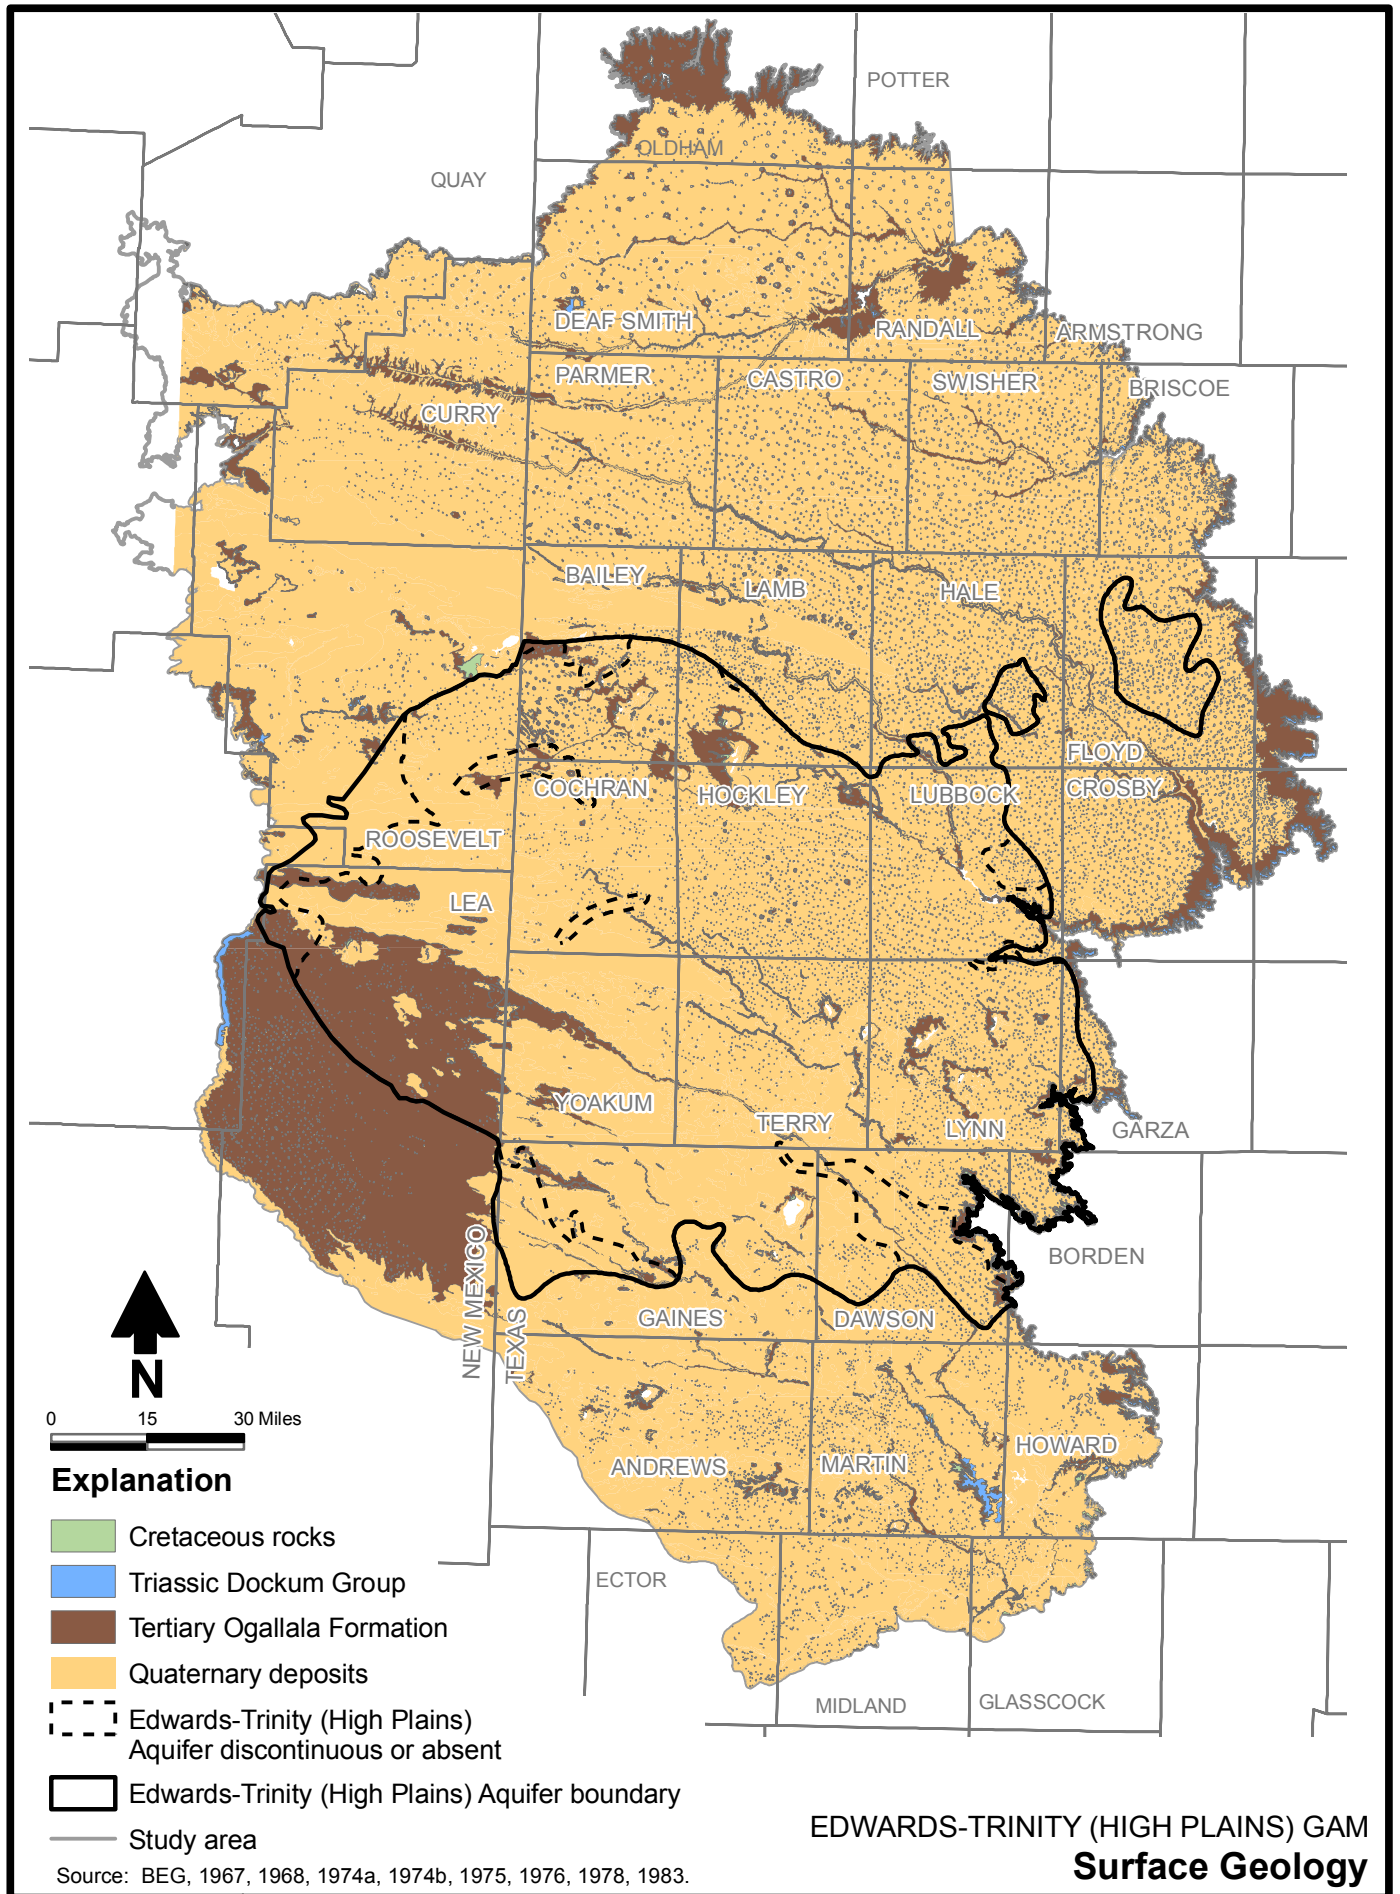 POTTER
OLDHAM
QUAY
DEAF SMITH
RANDALL
ARMSTRONG
PARMER
CASTRO
SWISHER
BRISCOE
CURRY
BAILEY
LAMB
HALE
FLOYD
COCHRAN
HOCKLEY
LUBBOCK
CROSBY
ROOSEVELT
LEA
YOAKUM
TERRY
LYNN
GARZA
NEW MEXICO
TEXAS
BORDEN
GAINES
DAWSON
HOWARD
ANDREWS
MARTIN
ECTOR
MIDLAND
GLASSCOCK
N
0 15 30 Miles
Explanation
Cretaceous rocks
Triassic Dockum Group
Tertiary Ogallala Formation
Quaternary deposits
Edwards-Trinity (High Plains)
Aquifer discontinuous or absent
Edwards-Trinity (High Plains) Aquifer boundary
Study area
Source: BEG, 1967, 1968, 1974a, 1974b, 1975, 1976, 1978, 1983.
EDWARDS-TRINITY (HIGH PLAINS) GAM
Surface Geology